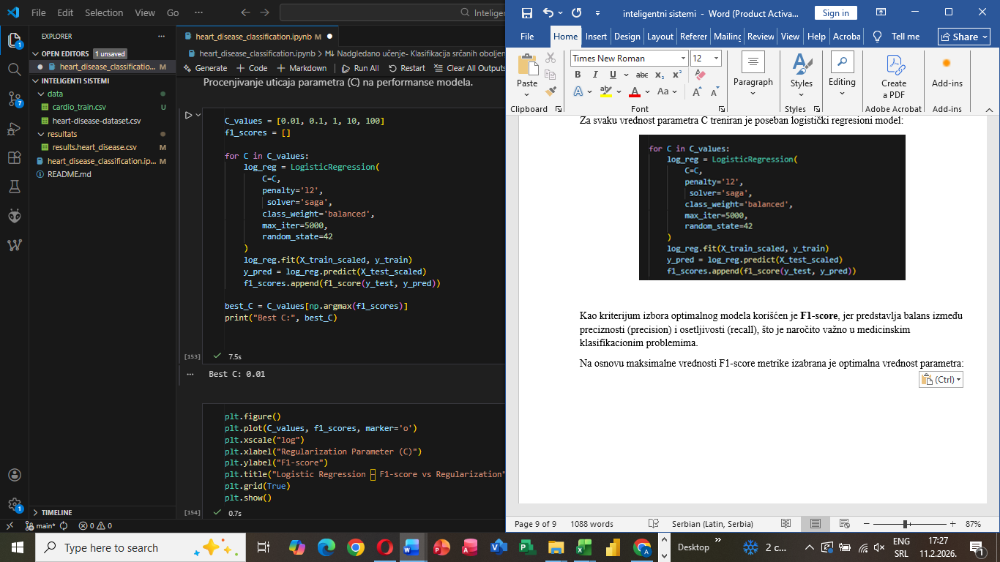 File Edit Selection View Go ··· Inteliger
EXPLORER ···
OPEN EDITORS 1 unsaved
heart_disease_classificatio... M
INTELIGENTI SISTEMI
data
cardio_train.csv U
heart-disease-dataset.csv
resultats
results.heart_disease.csv M
heart_disease_classification.ip... M
README.md
TIMELINE
1
7
1
main* 0 0
heart_disease_classification.ipynb M
heart_disease_classification.ipynb > M↓ Nadgledano učenje- Klasifikacija srčanih oboljen
Generate + Code + Markdown Run All Restart Clear All Outputs
Procenjivanje uticaja parametra (C) na performanse modela.
C_values = [0.01, 0.1, 1, 10, 100]
f1_scores = []
for C in C_values:
log_reg = LogisticRegression(
C=C,
penalty='l2',
solver='saga',
class_weight='balanced',
max_iter=5000,
random_state=42
)
log_reg.fit(X_train_scaled, y_train)
y_pred = log_reg.predict(X_test_scaled)
f1_scores.append(f1_score(y_test, y_pred))
best_C = C_values[np.argmax(f1_scores)]
print("Best C:", best_C)
[153] 7.5s
··· Best C: 0.01
plt.figure()
plt.plot(C_values, f1_scores, marker='o')
plt.xscale("log")
plt.xlabel("Regularization Parameter (C)")
plt.ylabel("F1-score")
plt.title("Logistic Regression – F1-score vs Regularization"
plt.grid(True)
plt.show()
[154] 0.7s
inteligentni sistemi - Word (Product Activa... Sign in
File Home Insert Design Layout Referer Mailinc Review View Help Acroba Tell me Share
Paste
Clipboard
Times New Roman 12
B I U abc x₂ x²
A ab A Aa A A
Font
Paragraph
Styles
Styles
Editing
Create
a PDF
Adobe Acrobat
Add-ins
Add-ins
Za svaku vrednost parametra C treniran je poseban logistički regresioni model:
for C in C_values:
log_reg = LogisticRegression(
C=C,
penalty='l2',
solver='saga',
class_weight='balanced',
max_iter=5000,
random_state=42
)
log_reg.fit(X_train_scaled, y_train)
y_pred = log_reg.predict(X_test_scaled)
f1_scores.append(f1_score(y_test, y_pred))
Kao kriterijum izbora optimalnog modela korišćen je F1-score, jer predstavlja balans između
preciznosti (precision) i osetljivosti (recall), što je naročito važno u medicinskim
klasifikacionim problemima.
Na osnovu maksimalne vrednosti F1-score metrike izabrana je optimalna vrednost parametra:
(Ctrl)
Page 9 of 9 1088 words Serbian (Latin, Serbia) 87%
Type here to search
Desktop » 2 c... ENG 17:27
SRL 11.2.2026. 1